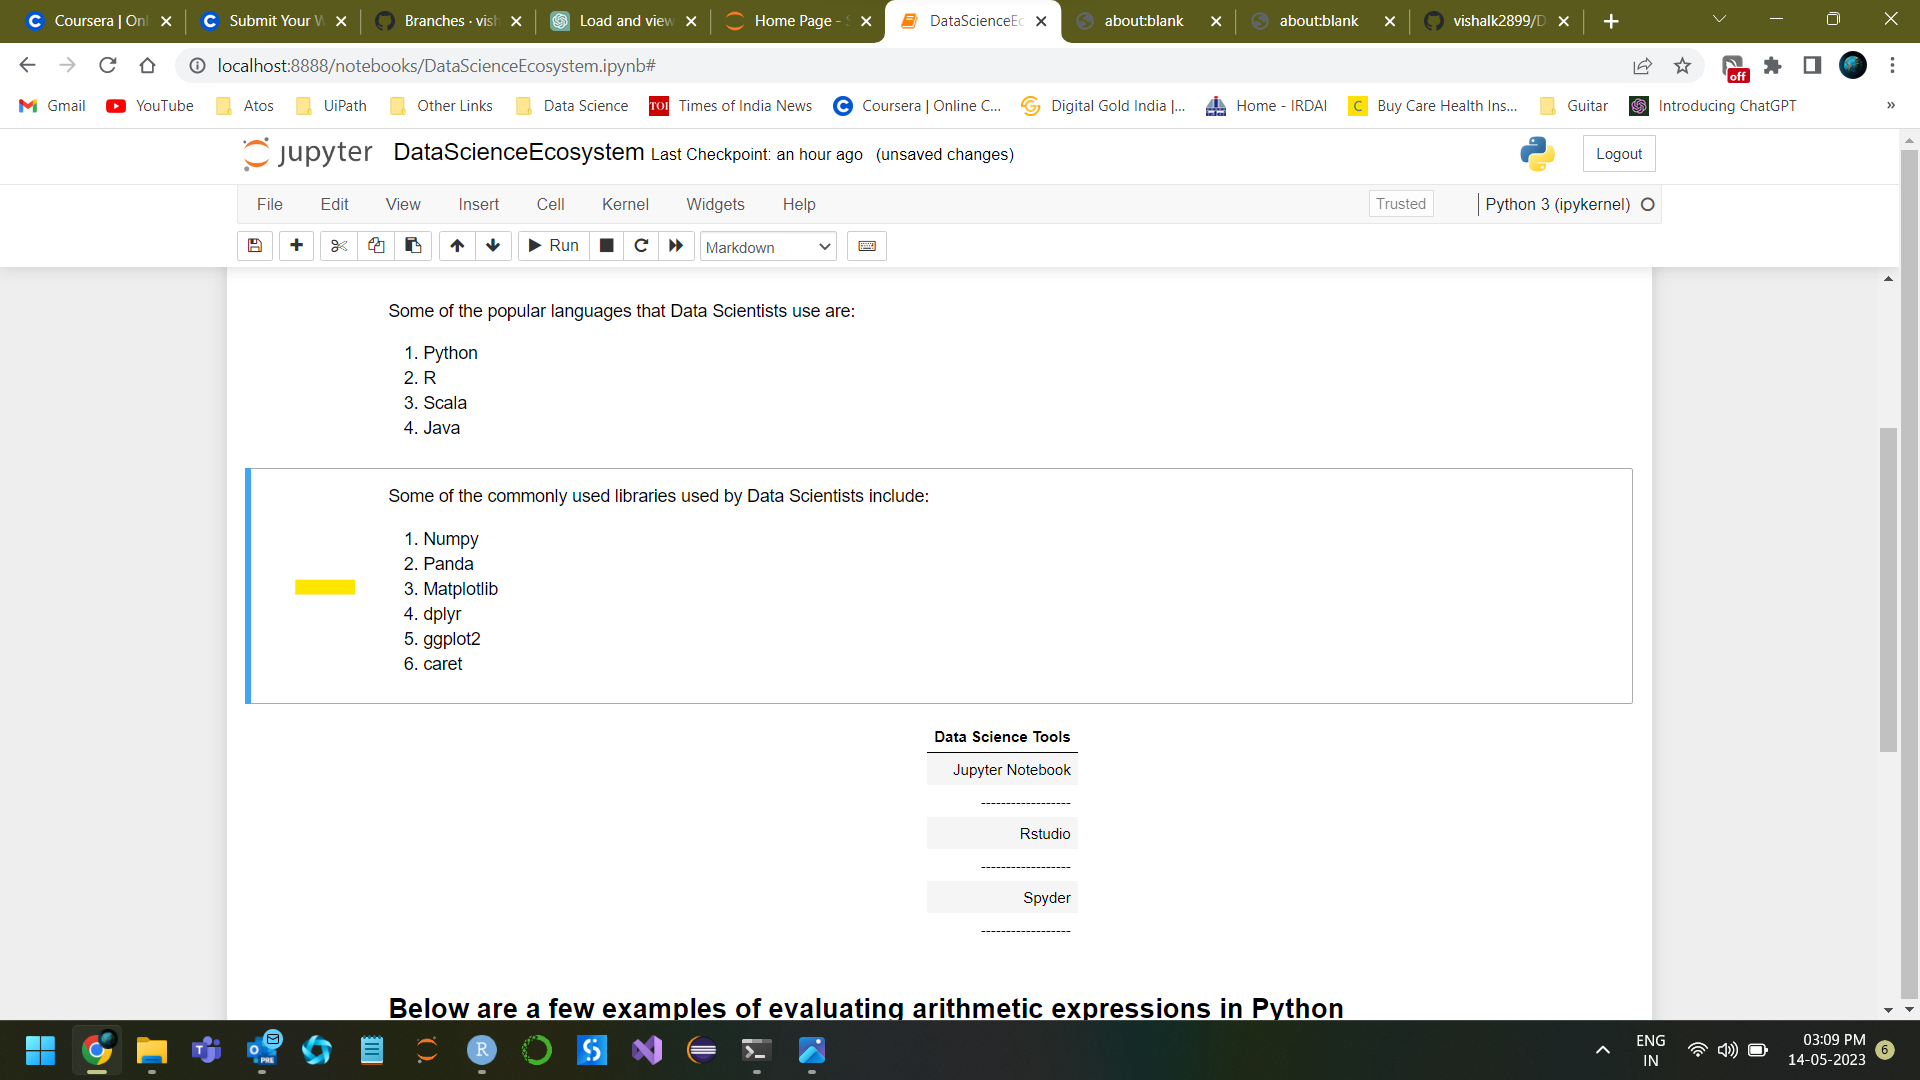 Coursera | Onl
Submit Your W
Branches · vish
Load and view
Home Page - S
DataScienceEc
about:blank
about:blank
vishalk2899/D
localhost:8888/notebooks/DataScienceEcosystem.ipynb#
off
Gmail
YouTube
Atos
UiPath
Other Links
Data Science
TOI
Times of India News
Coursera | Online C...
Digital Gold India |...
Home - IRDAI
C
Buy Care Health Ins...
Guitar
Introducing ChatGPT
»
jupyter
DataScienceEcosystem Last Checkpoint: an hour ago (unsaved changes)
Logout
File
Edit
View
Insert
Cell
Kernel
Widgets
Help
Trusted
Python 3 (ipykernel)
Run
Markdown
Some of the popular languages that Data Scientists use are:
1. Python
2. R
3. Scala
4. Java
Some of the commonly used libraries used by Data Scientists include:
1. Numpy
2. Panda
3. Matplotlib
4. dplyr
5. ggplot2
6. caret
Data Science Tools
Jupyter Notebook
------------------
Rstudio
------------------
Spyder
------------------
Below are a few examples of evaluating arithmetic expressions in Python
PRE
R
ENG
IN
03:09 PM
14-05-2023
6